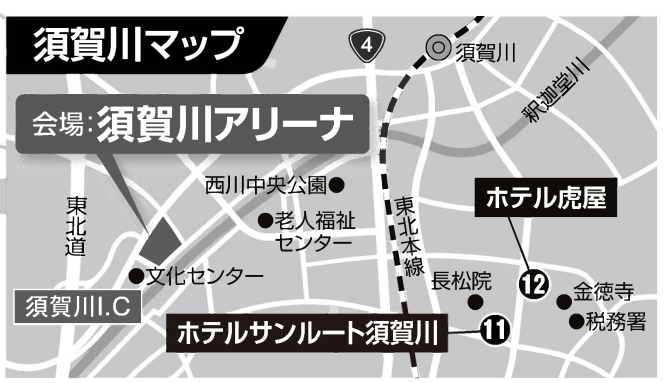 須賀川マップ
4
須賀川
釈迦堂川
会場:須賀川アリーナ
西川中央公園
老人福祉
センター
東北道
東北本線
ホテル虎屋
文化センター
長松院
12
金徳寺
税務署
須賀川I.C
ホテルサンルート須賀川
11